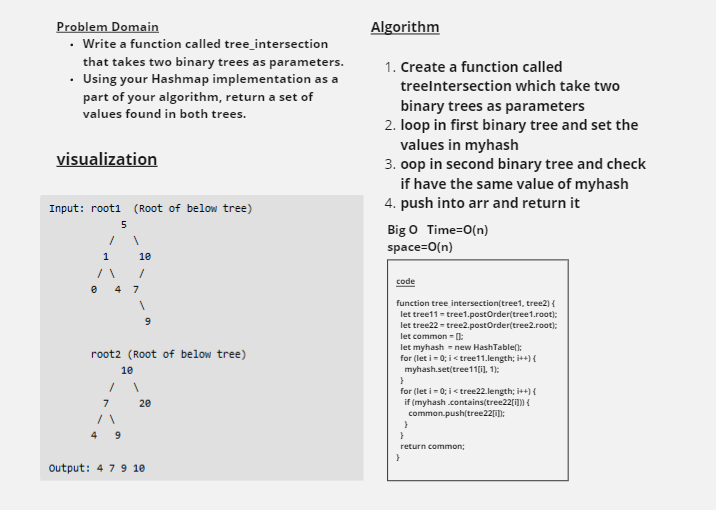 Problem Domain
• Write a function called tree_intersection
that takes two binary trees as parameters.
• Using your Hashmap implementation as a
part of your algorithm, return a set of
values found in both trees.
visualization
Input: root1  (Root of below tree)
5
/   \
1     10
/ \    /
0   4  7
\
9
root2 (Root of below tree)
10
/   \
7     20
/ \
4   9
Output: 4 7 9 10
Algorithm
1. Create a function called
treeIntersection which take two
binary trees as parameters
2. loop in first binary tree and set the
values in myhash
3. oop in second binary tree and check
if have the same value of myhash
4. push into arr and return it
Big O  Time=O(n)
space=O(n)
code
function tree_intersection(tree1, tree2) {
let tree11 = tree1.postOrder(tree1.root);
let tree22 = tree2.postOrder(tree2.root);
let common = [];
let myhash  = new HashTable();
for (let i = 0; i < tree11.length; i++) {
myhash.set(tree11[i], 1);
}
for (let i = 0; i < tree22.length; i++) {
if (myhash .contains(tree22[i])) {
common.push(tree22[i]);
}
}
return common;
}